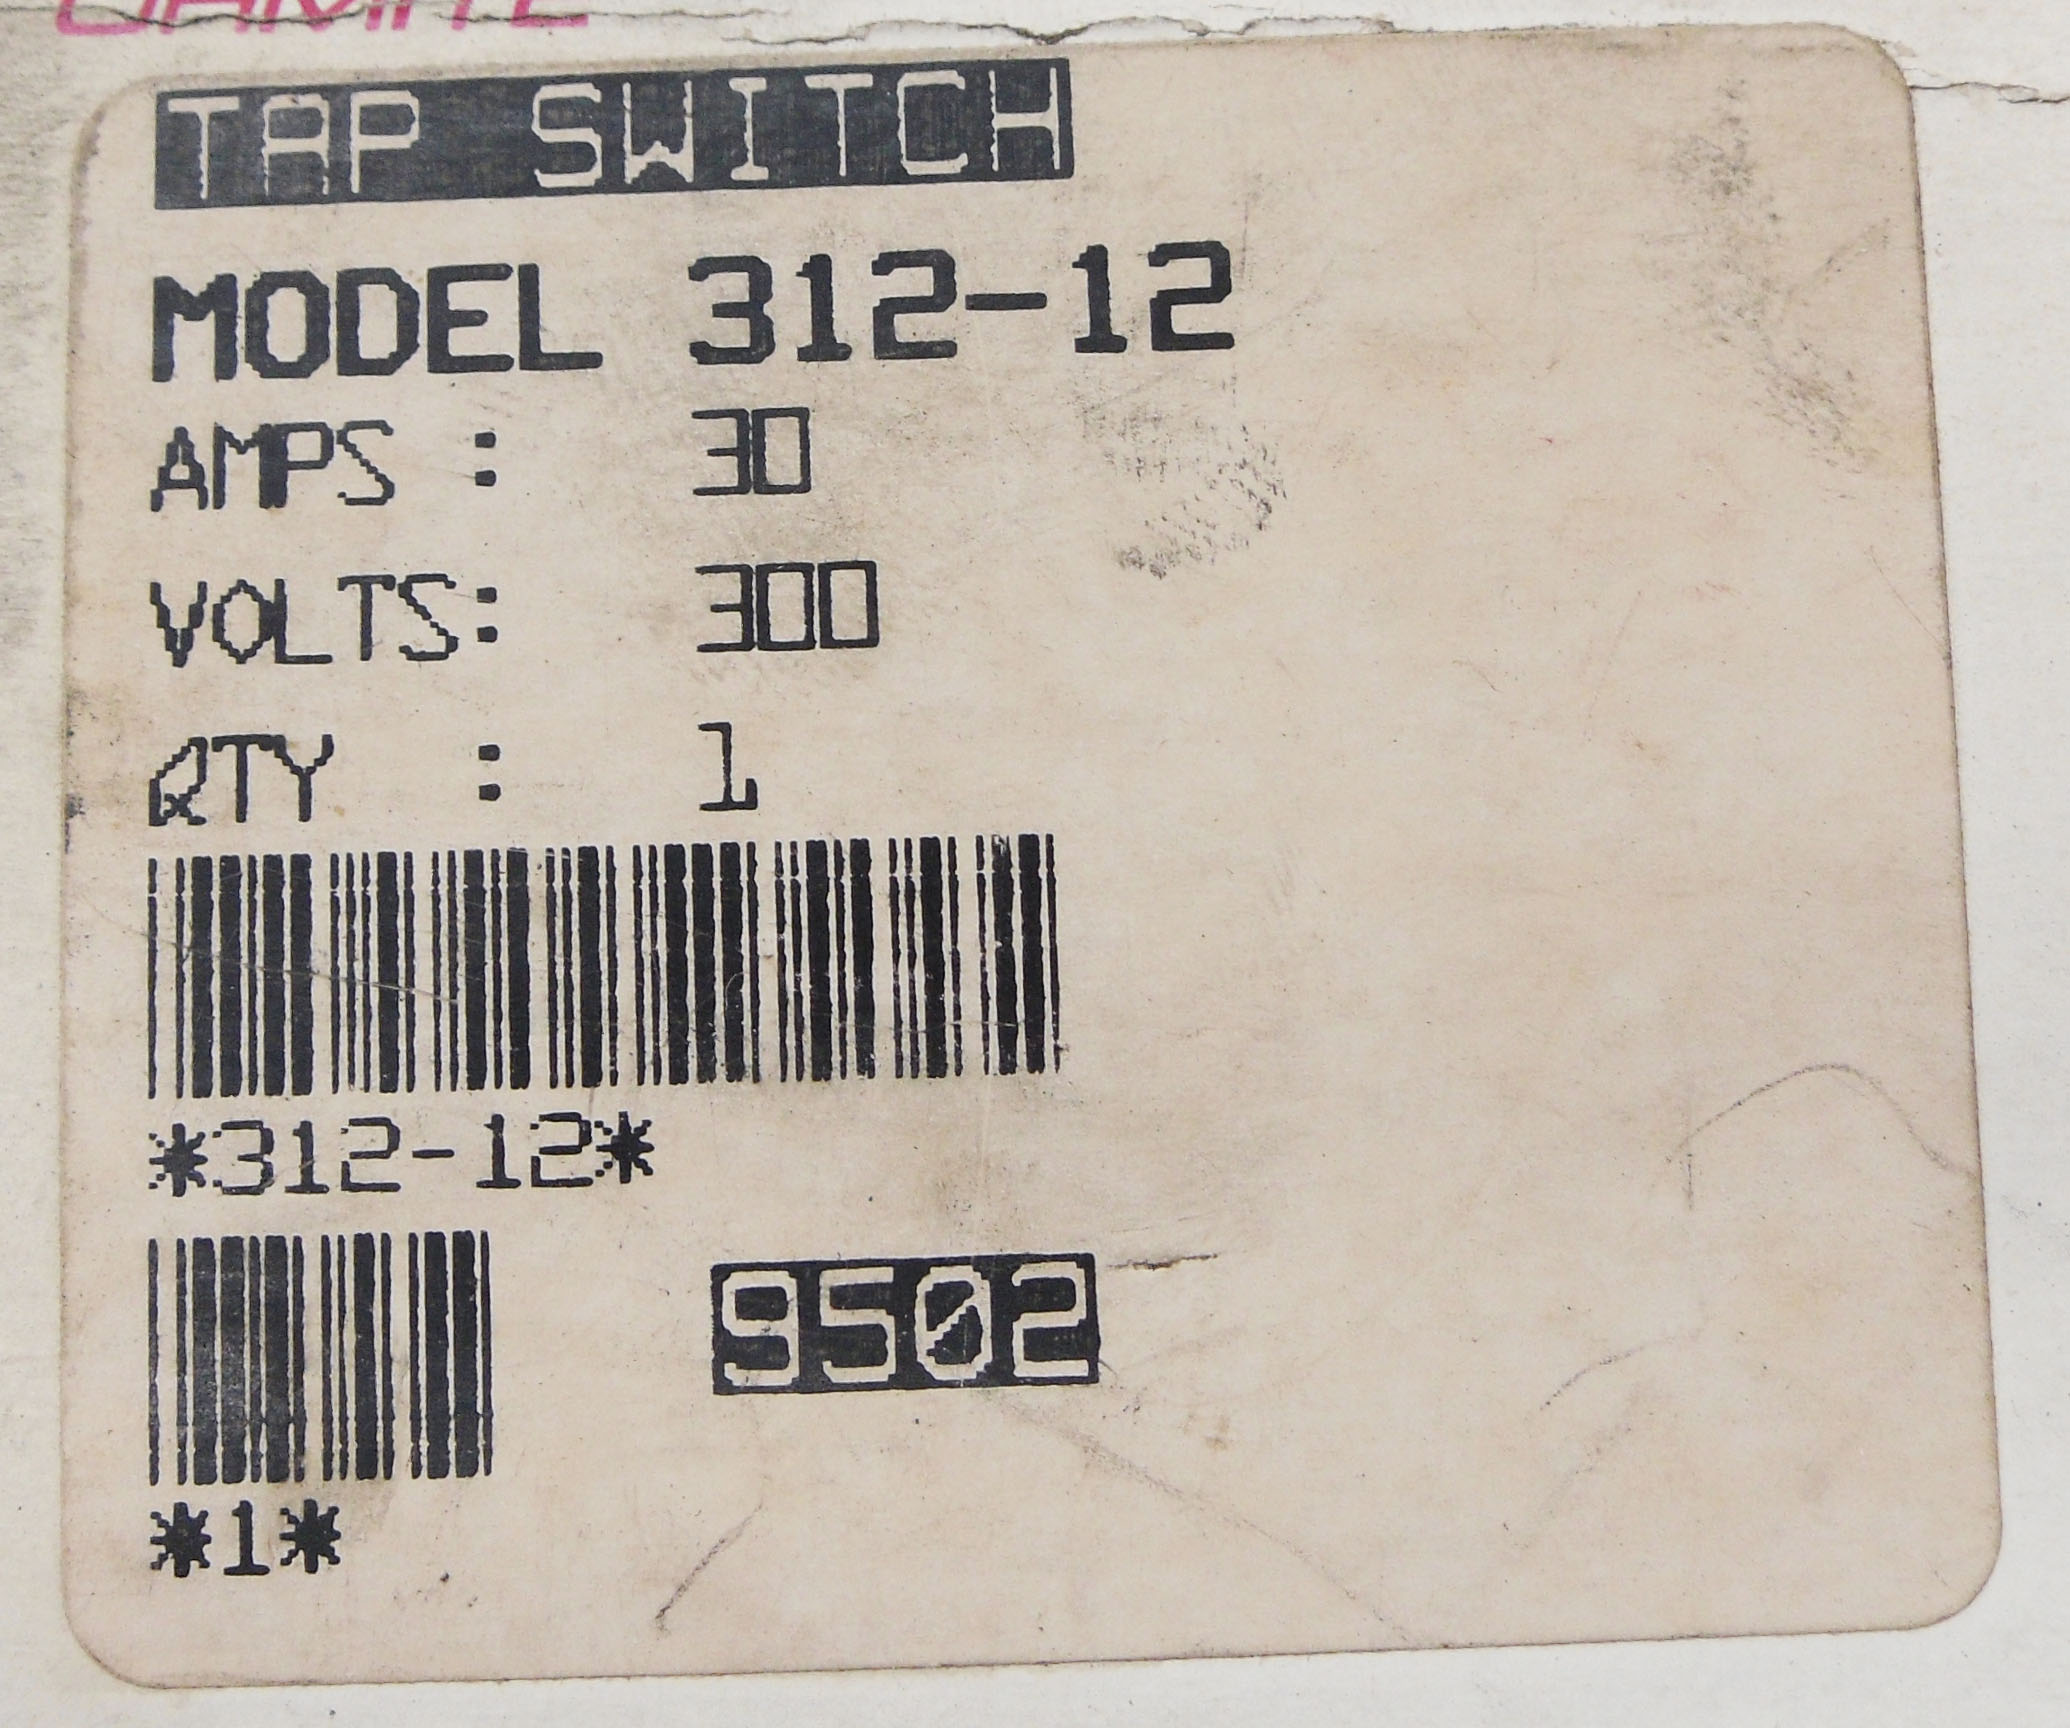 TAP SWITCH
MODEL 312-12
AMPS : 30
VOLTS: 300
QTY : 1
*312-12*
9502
*1*